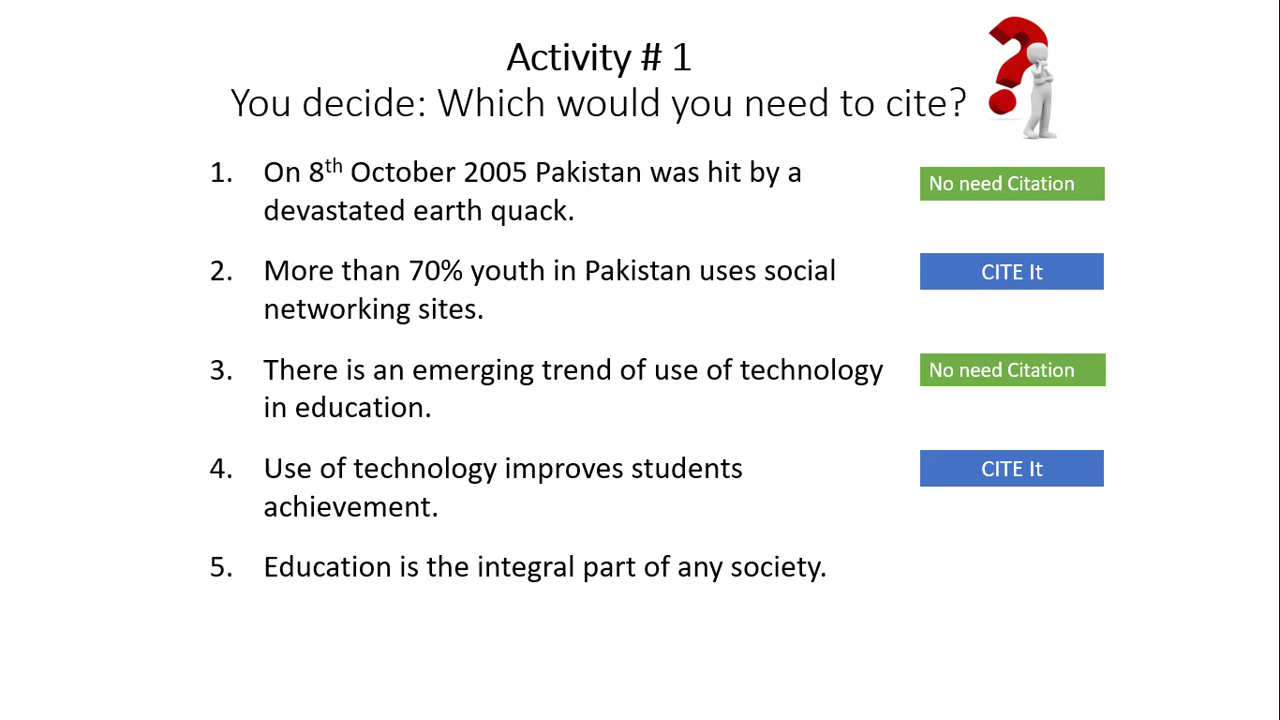 Activity # 1
You decide: Which would you need to cite?
1. On 8th October 2005 Pakistan was hit by a
devastated earth quack.
No need Citation
2. More than 70% youth in Pakistan uses social
networking sites.
CITE It
3. There is an emerging trend of use of technology
in education.
No need Citation
4. Use of technology improves students
achievement.
CITE It
5. Education is the integral part of any society.